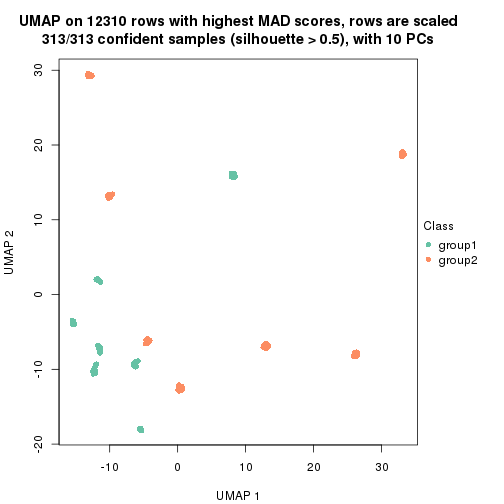 UMAP on 12310 rows with highest MAD scores, rows are scaled
313/313 confident samples (silhouette > 0.5), with 10 PCs
30
20
10
0
-10
-20
UMAP 2
-10
0
10
20
30
UMAP 1
Class
group1
group2